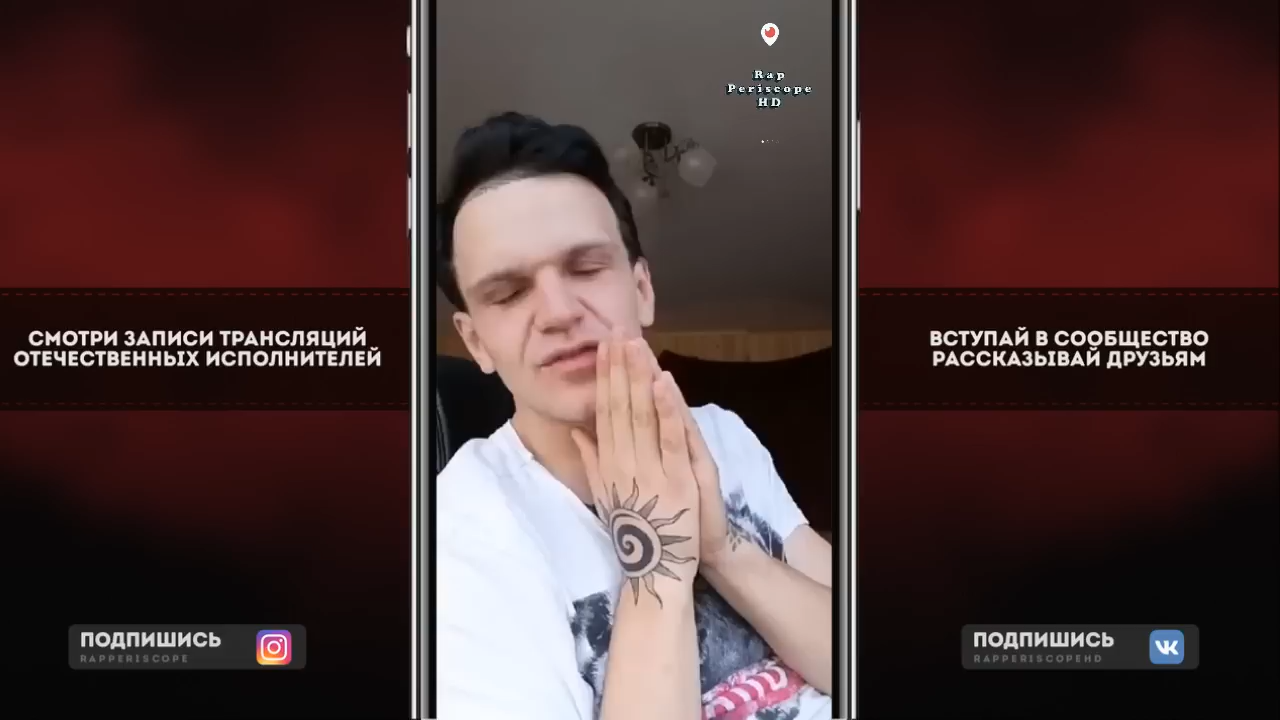 Rap
Periscope
HD
СМОТРИ ЗАПИСИ ТРАНСЛЯЦИЙ
ОТЕЧЕСТВЕННЫХ ИСПОЛНИТЕЛЕЙ
ВСТУПАЙ В СООБЩЕСТВО
РАССКАЗЫВАЙ ДРУЗЬЯМ
ПОДПИШИСЬ
RAPPERISCOPE
ПОДПИШИСЬ
RAPPERISCOPEHD